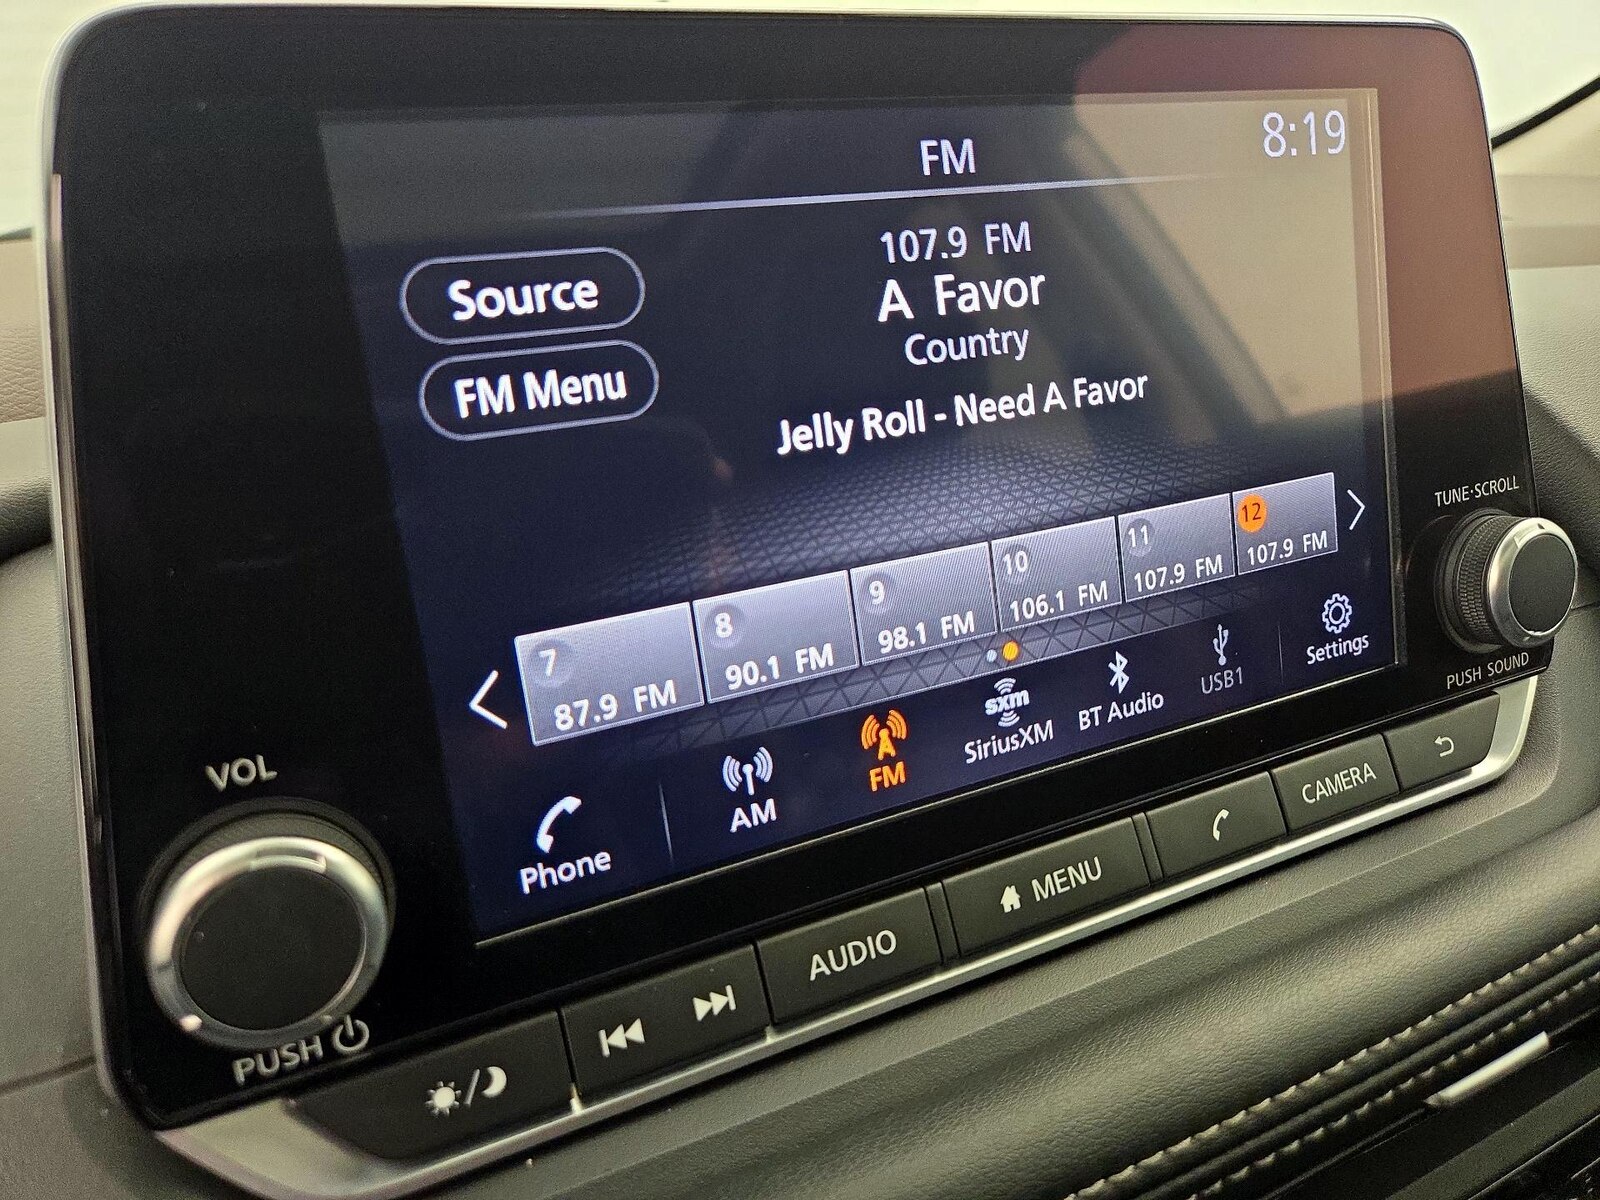 FM
8:19
107.9 FM
A Favor
Country
Jelly Roll - Need A Favor
Source
FM Menu
7
87.9 FM
8
90.1 FM
9
98.1 FM
10
106.1 FM
11
107.9 FM
12
107.9 FM
Phone
AM
A
FM
sxm
SiriusXM
BT Audio
USB1
Settings
TUNE·SCROLL
PUSH SOUND
VOL
PUSH
AUDIO
MENU
CAMERA